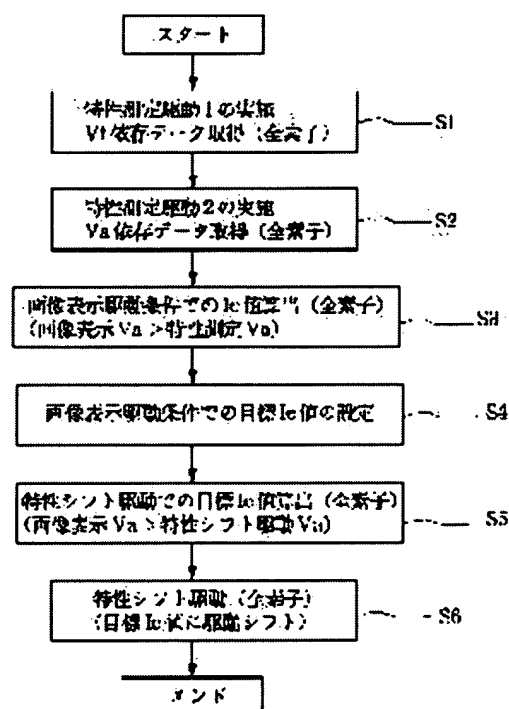 スタート
特性測定駆動1の実施
Vf依存データ取得（全素子）
S1
特性測定駆動2の実施
Va依存データ取得（全素子）
S2
画像表示駆動条件でのIe値算出（全素子）
（画像表示Va＞特性測定Va）
S3
画像表示駆動条件での目標Ie値の設定
S4
特性シフト駆動での目標Ie値算出（全素子）
（画像表示Va＞特性シフト駆動Va）
S5
特性シフト駆動（全素子）
（目標Ie値に駆動シフト）
S6
エンド